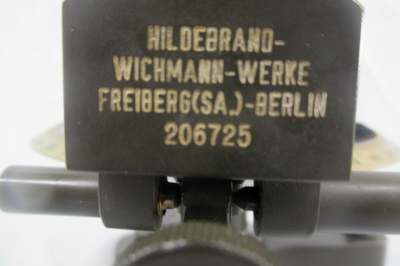 HILDEBRAND-
WICHMANN-WERKE
FREIBERG(SA.)-BERLIN
206725